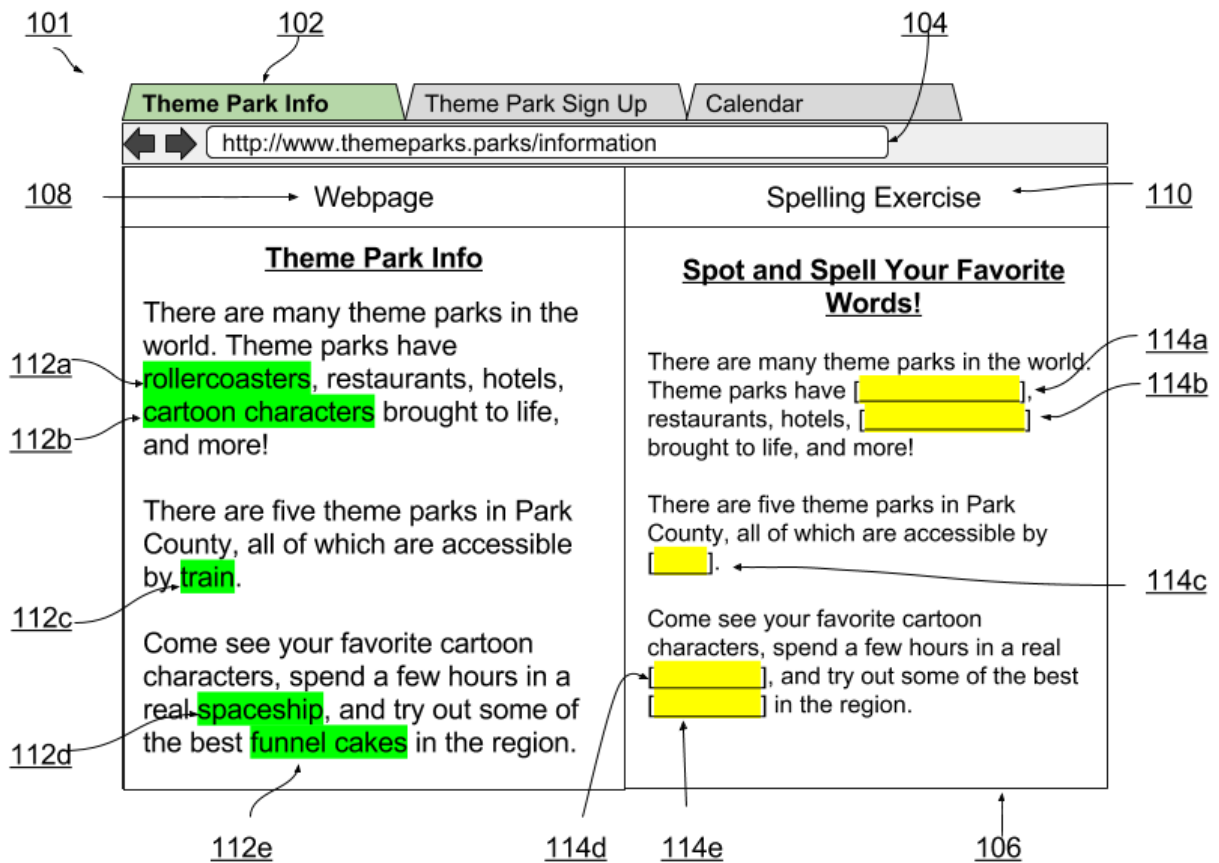 101
102
104
Theme Park Info
Theme Park Sign Up
Calendar
http://www.themeparks.parks/information
108
Webpage
Spelling Exercise
110
Theme Park Info
There are many theme parks in the
world. Theme parks have
rollercoasters, restaurants, hotels,
cartoon characters brought to life,
and more!
There are five theme parks in Park
County, all of which are accessible
by train.
Come see your favorite cartoon
characters, spend a few hours in a
real spaceship, and try out some of
the best funnel cakes in the region.
112a
112b
112c
112d
112e
Spot and Spell Your Favorite
Words!
There are many theme parks in the world.
Theme parks have [____________],
restaurants, hotels, [____________]
brought to life, and more!
There are five theme parks in Park
County, all of which are accessible by
[____].
Come see your favorite cartoon
characters, spend a few hours in a real
[________], and try out some of the best
[________] in the region.
114a
114b
114c
114d
114e
106